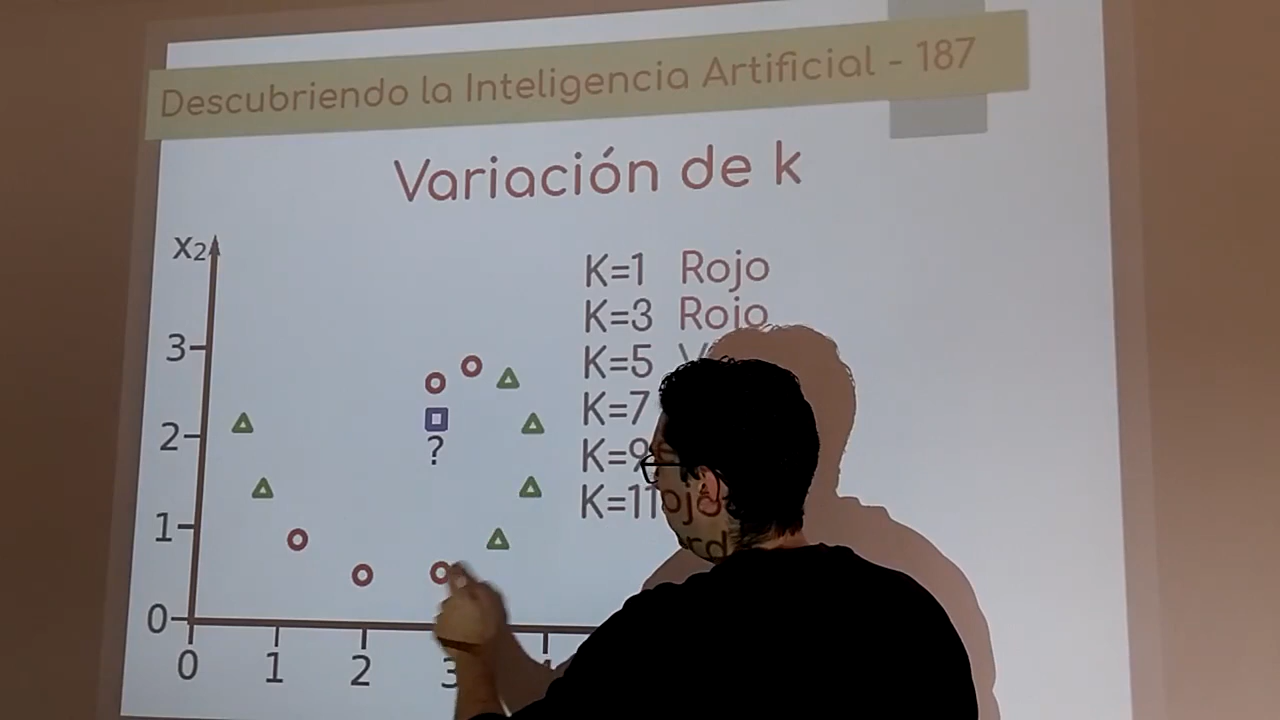 Descubriendo la Inteligencia Artificial - 187
Variación de k
x2
K=1 Rojo
K=3 Rojo
K=5
K=7
K=9
K=11
3
2
?
1
0
0 1 2 3